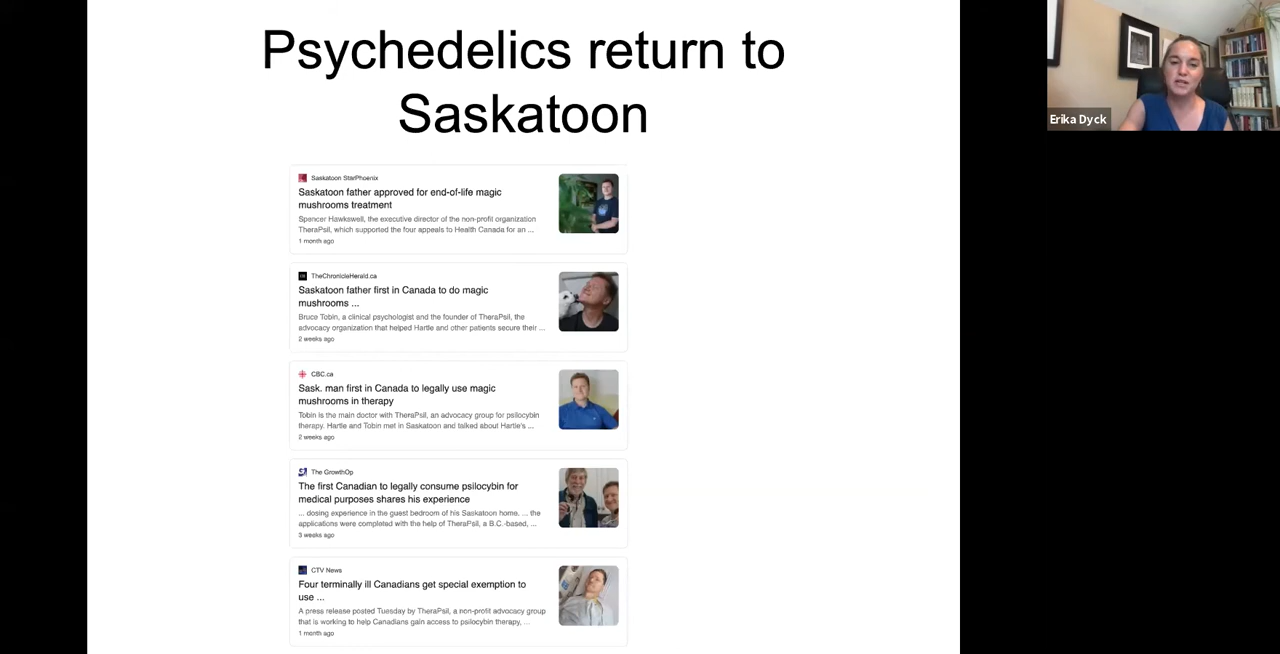 Psychedelics return to
Saskatoon
Erika Dyck
Saskatoon StarPhoenix
Saskatoon father approved for end-of-life magic
mushrooms treatment
Spencer Hawkswell, the executive director of the non-profit organization
TheraPsil, which supported the four appeals to Health Canada for an ...
1 month ago
TheChronicleHerald.ca
Saskatoon father first in Canada to do magic
mushrooms ...
Bruce Tobin, a clinical psychologist and the founder of TheraPsil, the
advocacy organization that helped Hartle and other patients secure their ...
2 weeks ago
CBC.ca
Sask. man first in Canada to legally use magic
mushrooms in therapy
Tobin is the main doctor with TheraPsil, an advocacy group for psilocybin
therapy. Hartle and Tobin met in Saskatoon and talked about Hartle's ...
2 weeks ago
The GrowthOp
The first Canadian to legally consume psilocybin for
medical purposes shares his experience
... dosing experience in the guest bedroom of his Saskatoon home. ... the
applications were completed with the help of TheraPsil, a B.C.-based, ...
3 weeks ago
CTV News
Four terminally ill Canadians get special exemption to
use ...
A press release posted Tuesday by TheraPsil, a non-profit advocacy group
that is working to help Canadians gain access to psilocybin therapy, ...
1 month ago